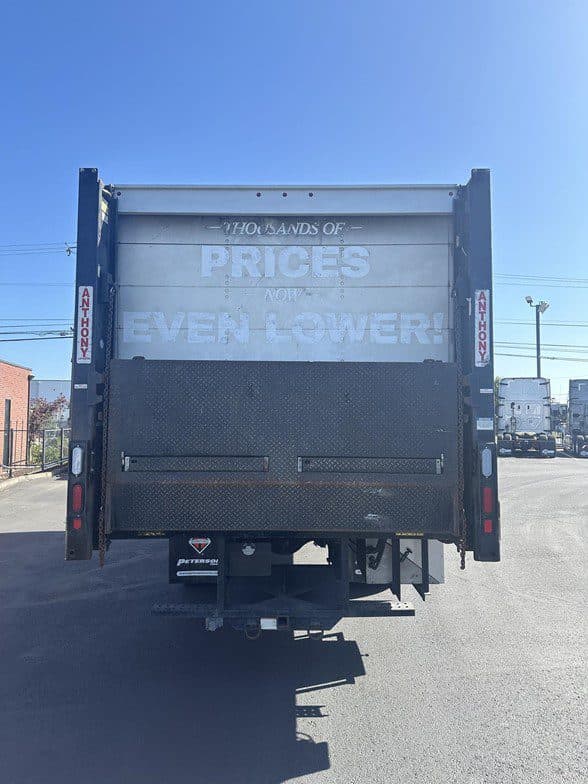 THOUSANDS OF
PRICES
NOW
EVEN LOWER!
ANTHONY
ANTHONY
PETERSON